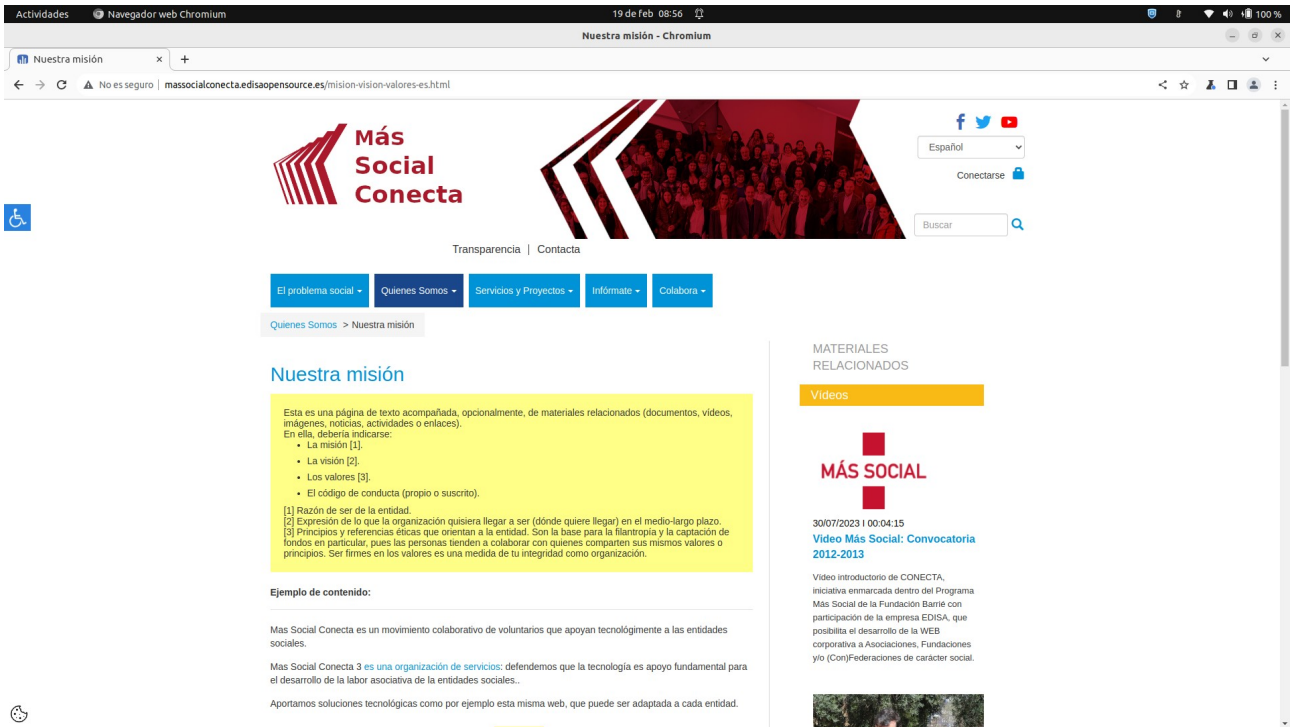 Actividades Navegador web Chromium 19 de feb 08:56 100 %
Nuestra misión - Chromium
Nuestra misión × +
No es seguro massocialconecta.edisaopensource.es/mision-vision-valores-es.html
Más
Social
Conecta
Español
Conectarse
Buscar
Transparencia | Contacta
El problema social Quienes Somos Servicios y Proyectos Infórmate Colabora
Quienes Somos > Nuestra misión
Nuestra misión
Esta es una página de texto acompañada, opcionalmente, de materiales relacionados (documentos, vídeos,
imágenes, noticias, actividades o enlaces).
En ella, debería indicarse:
• La misión [1].
• La visión [2].
• Los valores [3].
• El código de conducta (propio o suscrito).
[1] Razón de ser de la entidad.
[2] Expresión de lo que la organización quisiera llegar a ser (dónde quiere llegar) en el medio-largo plazo.
[3] Principios y referencias éticas que orientan a la entidad. Son la base para la filantropía y la captación de
fondos en particular, pues las personas tienden a colaborar con quienes comparten sus mismos valores o
principios. Ser firmes en los valores es una medida de tu integridad como organización.
Ejemplo de contenido:
Mas Social Conecta es un movimiento colaborativo de voluntarios que apoyan tecnológimente a las entidades
sociales.
Mas Social Conecta 3 es una organización de servicios: defendemos que la tecnología es apoyo fundamental para
el desarrollo de la labor asociativa de la entidades sociales..
Aportamos soluciones tecnológicas como por ejemplo esta misma web, que puede ser adaptada a cada entidad.
MATERIALES
RELACIONADOS
Vídeos
MÁS SOCIAL
30/07/2023 I 00:04:15
Video Más Social: Convocatoria
2012-2013
Vídeo introductorio de CONECTA,
iniciativa enmarcada dentro del Programa
Más Social de la Fundación Barrié con
participación de la empresa EDISA, que
posibilita el desarrollo de la WEB
corporativa a Asociaciones, Fundaciones
y/o (Con)Federaciones de carácter social.